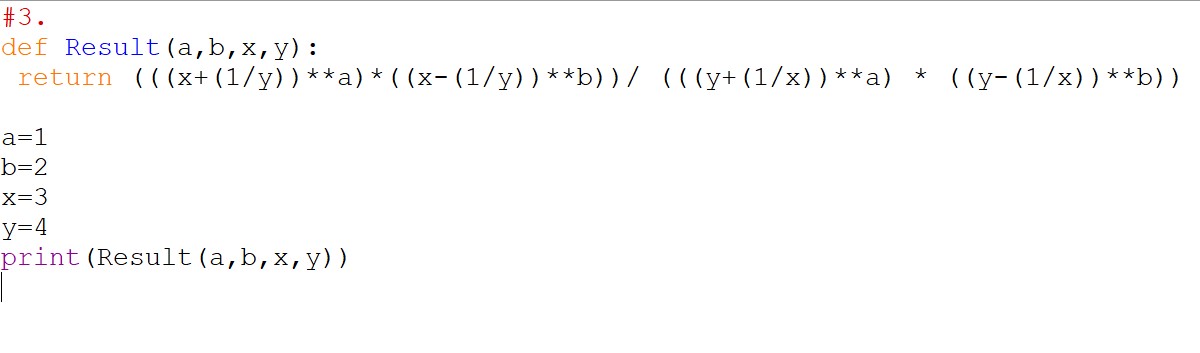 #3.
def Result(a,b,x,y):
 return (((x+(1/y))**a)*((x-(1/y))**b))/ (((y+(1/x))**a) * ((y-(1/x))**b))
a=1
b=2
x=3
y=4
print(Result(a,b,x,y))